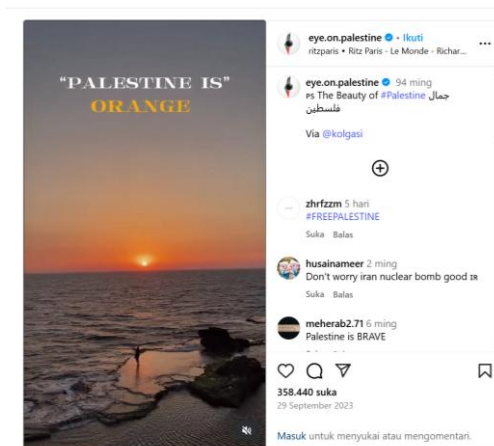 “PALESTINE IS”
ORANGE
eye.on.palestine • Ikuti
ritzparis • Ritz Paris - Le Monde - Richar...
eye.on.palestine 94 ming
PS The Beauty of #Palestine جمال
فلسطين
Via @kolgasi
zhrfzzm 5 hari
#FREEPALESTINE
Suka Balas
husainameer 2 ming
Don't worry iran nuclear bomb good IR
Suka Balas
meherab2.71 6 ming
Palestine is BRAVE
358.440 suka
29 September 2023
Masuk untuk menyukai atau mengomentari.